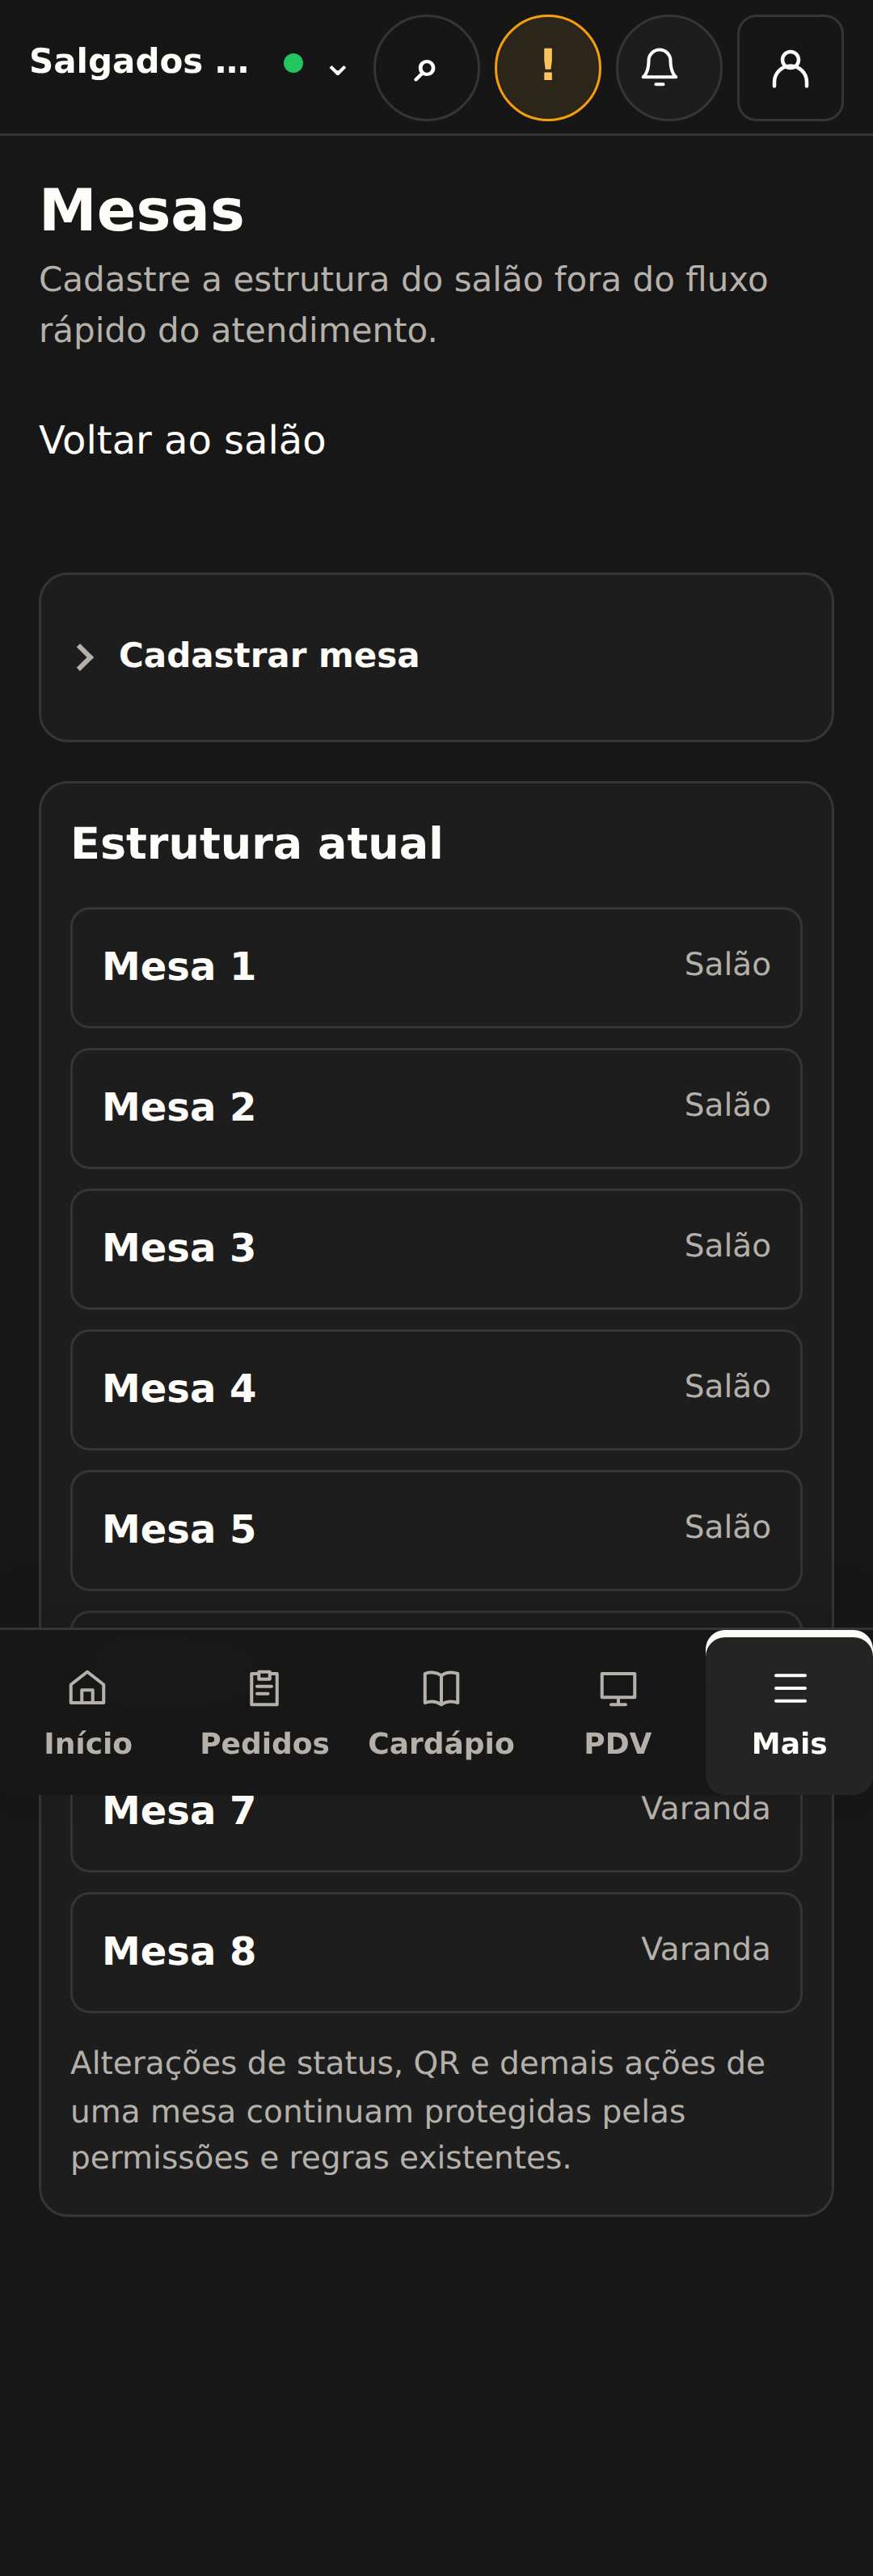 Salgados ...
!
Mesas
Cadastre a estrutura do salão fora do fluxo
rápido do atendimento.
Voltar ao salão
Cadastrar mesa
Estrutura atual
Mesa 1 Salão
Mesa 2 Salão
Mesa 3 Salão
Mesa 4 Salão
Mesa 5 Salão
Início Pedidos Cardápio PDV Mais
Mesa 7 Varanda
Mesa 8 Varanda
Alterações de status, QR e demais ações de
uma mesa continuam protegidas pelas
permissões e regras existentes.